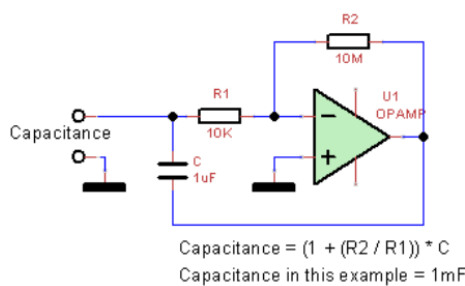 R2
10M
R1
10K
U1
OPAMP
Capacitance
C
1uF
Capacitance = (1 + (R2 / R1)) * C
Capacitance in this example = 1mF